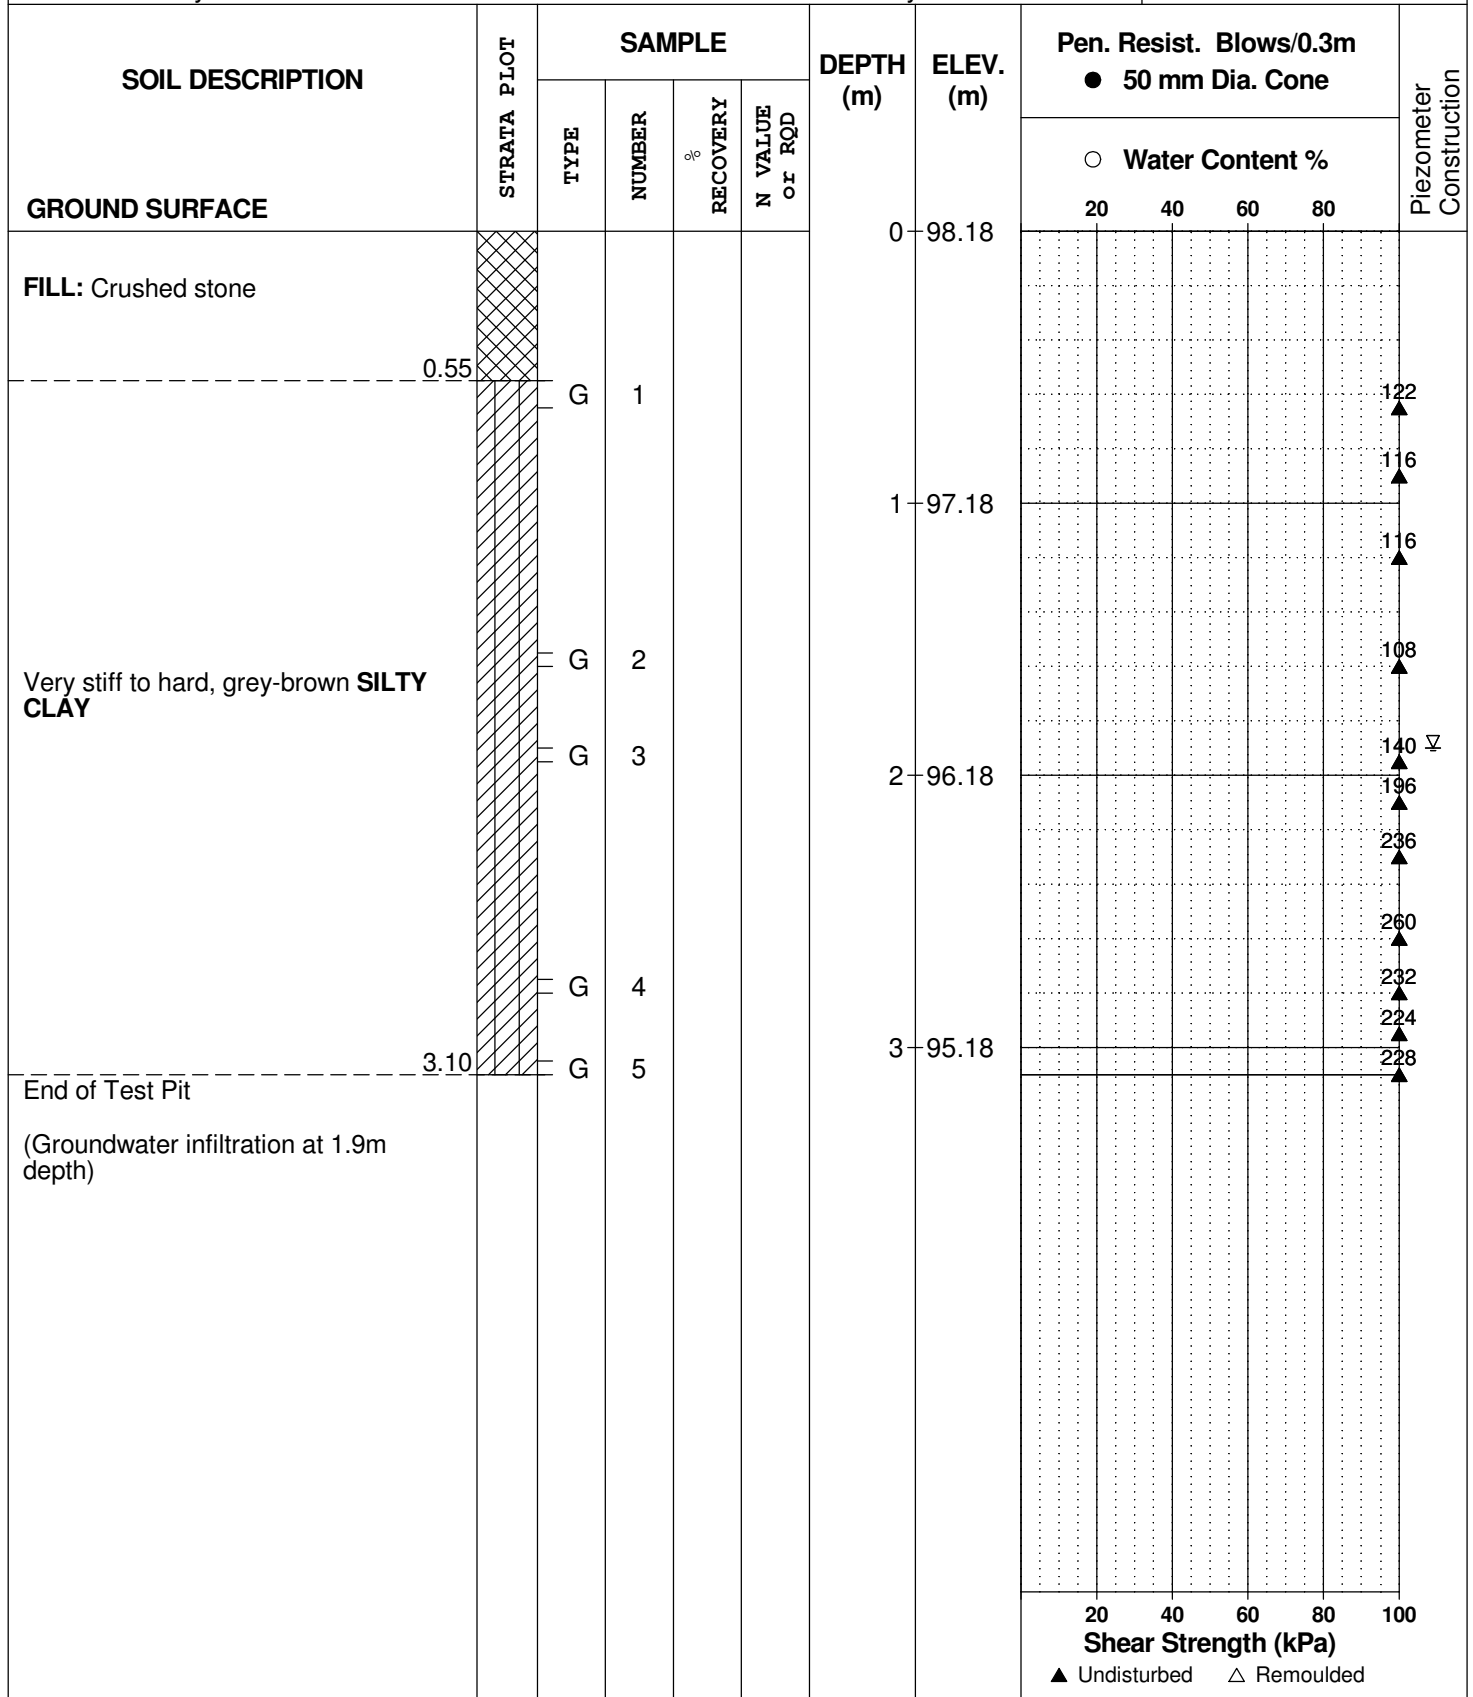 SOIL DESCRIPTION
GROUND SURFACE
STRATA PLOT
SAMPLE
TYPE
NUMBER
%
RECOVERY
N VALUE
or RQD
DEPTH
(m)
ELEV.
(m)
Pen. Resist. Blows/0.3m
● 50 mm Dia. Cone
○ Water Content %
20 40 60 80
Piezometer
Construction
0 98.18
FILL: Crushed stone
0.55
G 1
122
116
1 97.18
116
G 2
108
Very stiff to hard, grey-brown SILTY
CLAY
G 3
140
2 96.18
196
236
260
G 4
232
224
3 95.18
3.10
G 5
228
End of Test Pit
(Groundwater infiltration at 1.9m
depth)
20 40 60 80 100
Shear Strength (kPa)
▲ Undisturbed △ Remoulded